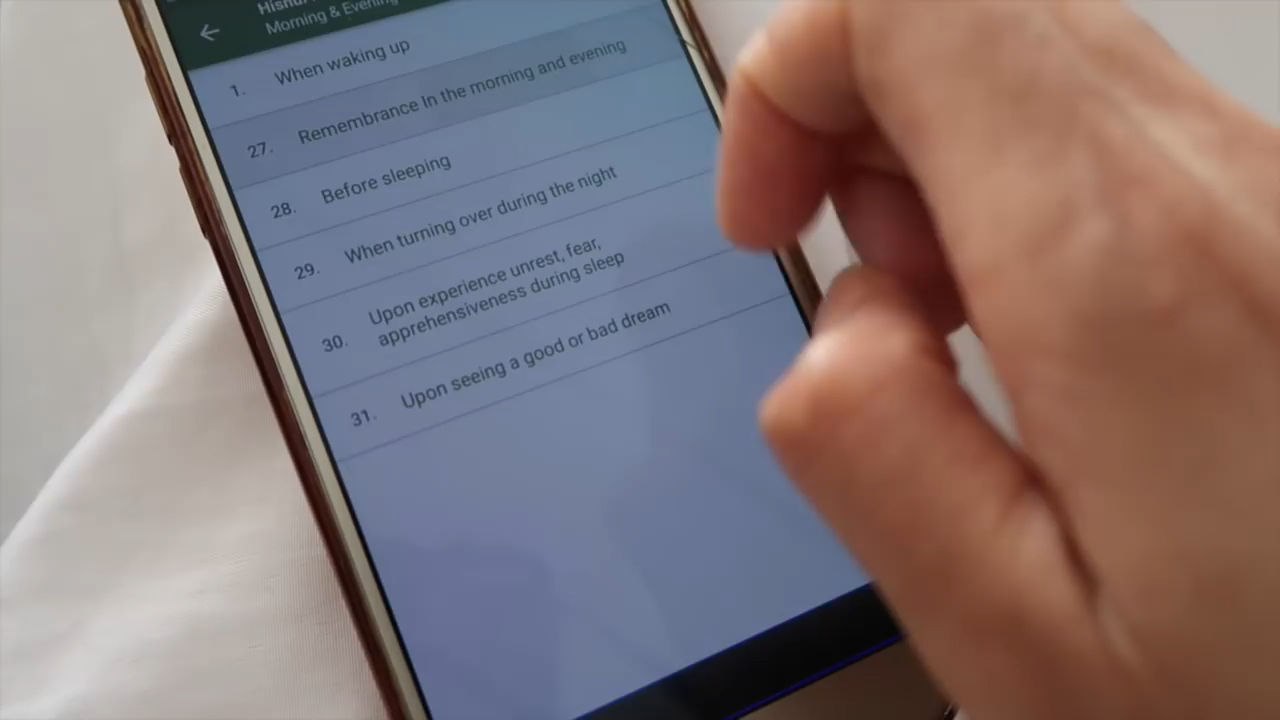 Morning & Evening
1. When waking up
27. Remembrance In the morning and evening
28. Before sleeping
29. When turning over during the night
30. Upon experience unrest, fear,
apprehensiveness during sleep
31. Upon seeing a good or bad dream